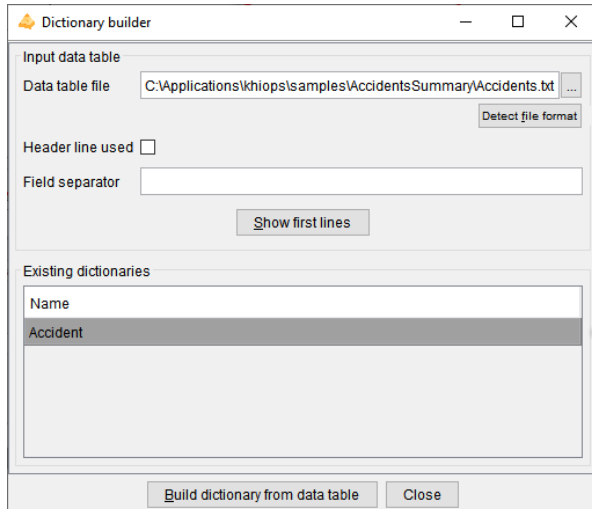 Dictionary builder
Input data table
Data table file C:\Applications\khiops\samples\AccidentsSummary\Accidents.txt ...
Detect file format
Header line used
Field separator
Show first lines
Existing dictionaries
Name
Accident
Build dictionary from data table Close